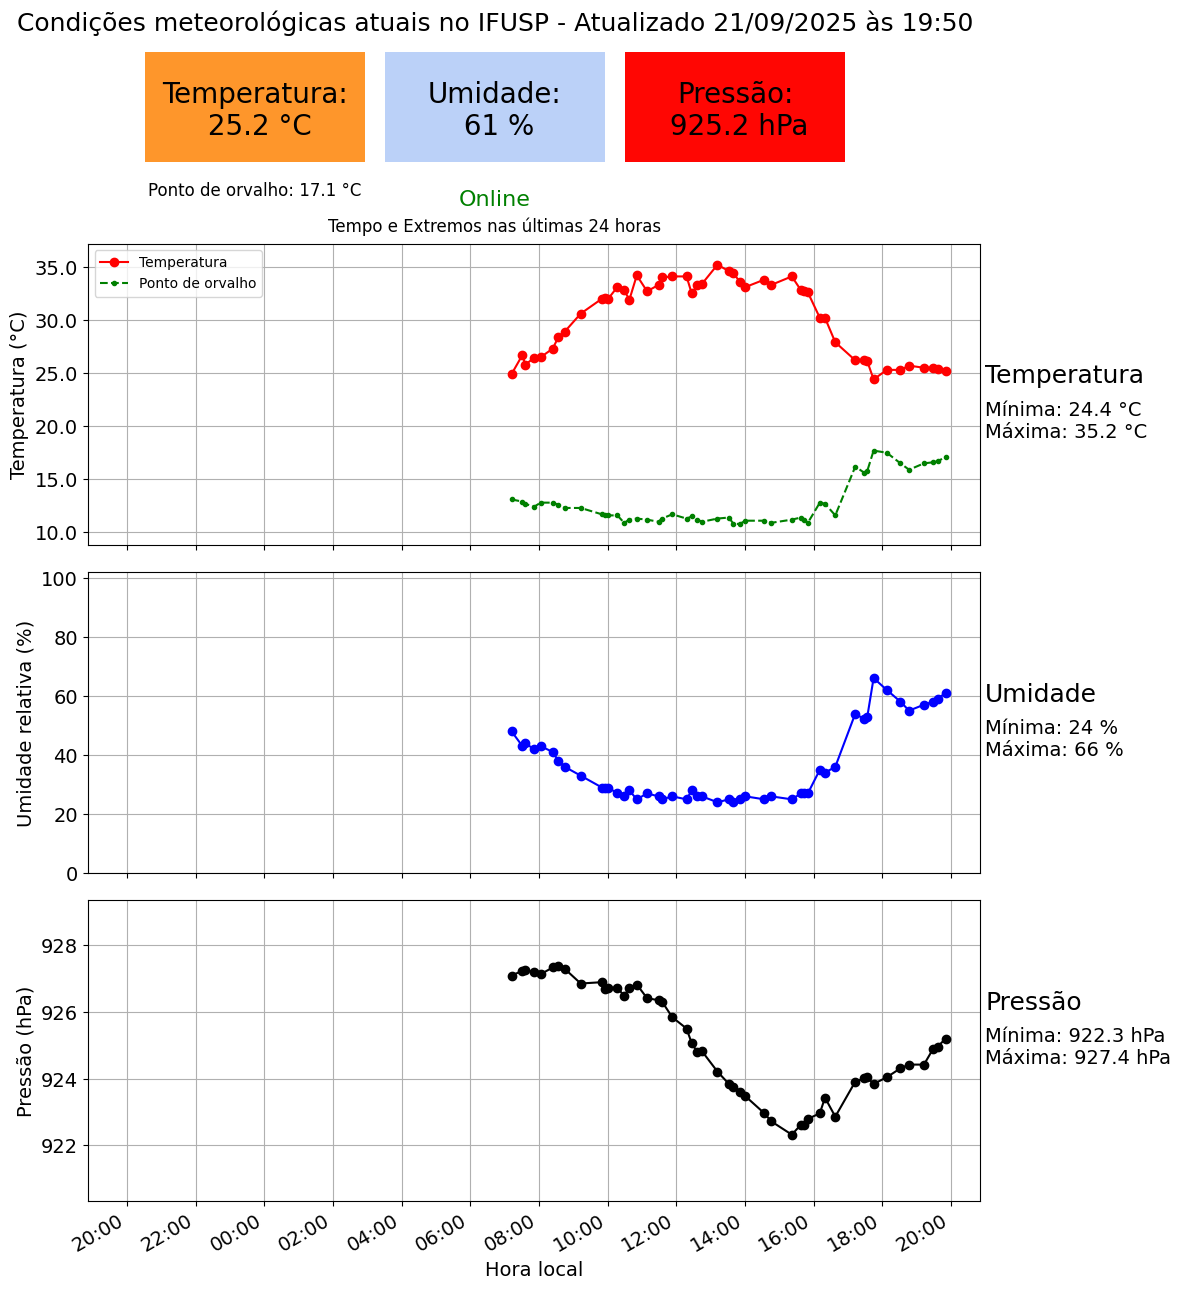 Condições meteorológicas atuais no IFUSP - Atualizado 21/09/2025 às 19:50
Temperatura:
25.2 °C
Umidade:
61 %
Pressão:
925.2 hPa
Ponto de orvalho: 17.1 °C
Online
Tempo e Extremos nas últimas 24 horas
Temperatura
Ponto de orvalho
Temperatura (°C)
35.0
30.0
25.0
20.0
15.0
10.0
Temperatura
Mínima: 24.4 °C
Máxima: 35.2 °C
Umidade relativa (%)
100
80
60
40
20
0
Umidade
Mínima: 24 %
Máxima: 66 %
Pressão (hPa)
928
926
924
922
Pressão
Mínima: 922.3 hPa
Máxima: 927.4 hPa
20:00
22:00
00:00
02:00
04:00
06:00
08:00
10:00
12:00
14:00
16:00
18:00
20:00
Hora local